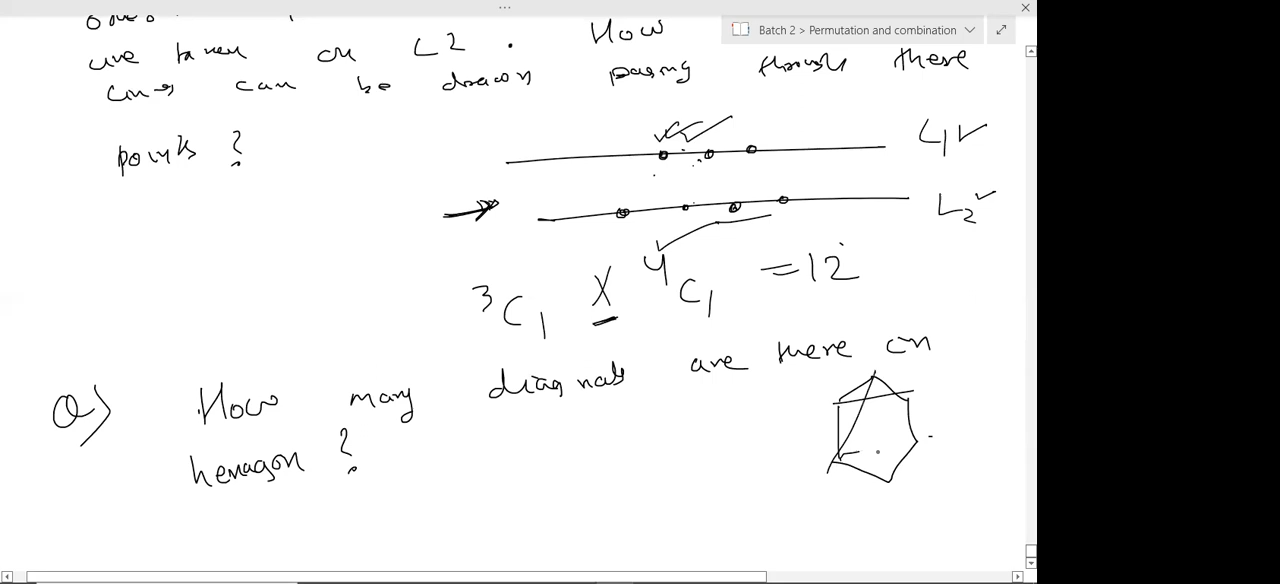 Batch 2 > Permutation and combination
are taken on L2 . How
lines can be drawn passing through these
points ?
L1
L2
3C1 X 4C1 = 12
Q) How many diagnals are there in
hexagon ?